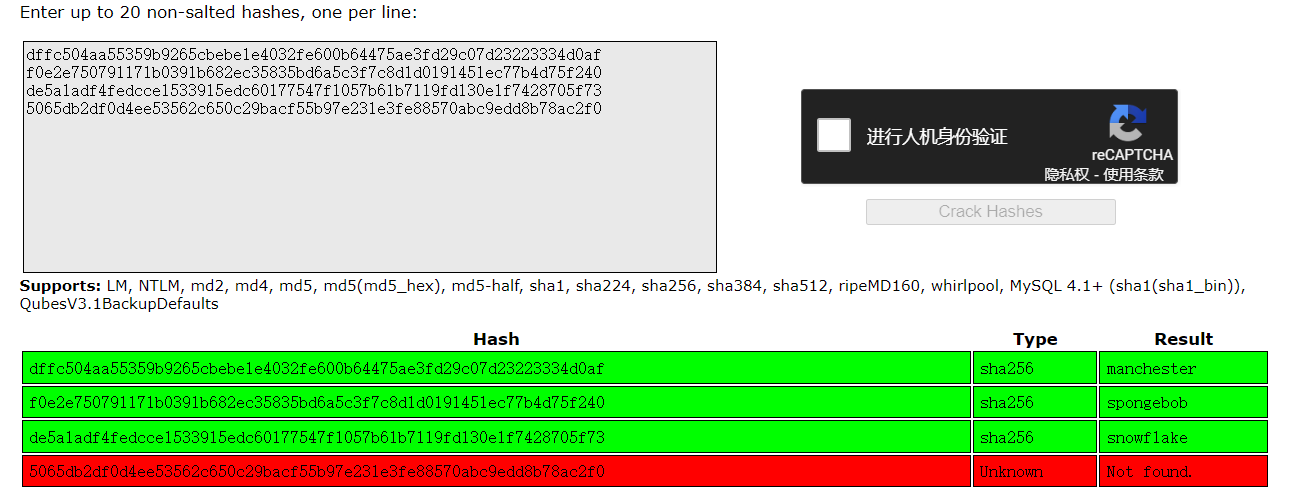 Enter up to 20 non-salted hashes, one per line:
dffc504aa55359b9265cbebe1e4032fe600b64475ae3fd29c07d23223334d0af
f0e2e750791171b0391b682ec35835bd6a5c3f7c8d1d0191451ec77b4d75f240
de5a1adf4fedcce1533915edc60177547f1057b61b7119fd130e1f7428705f73
5065db2df0d4ee53562c650c29bacf55b97e231e3fe88570abc9edd8b78ac2f0
进行人机身份验证
reCAPTCHA
隐私权 - 使用条款
Crack Hashes
Supports: LM, NTLM, md2, md4, md5, md5(md5_hex), md5-half, sha1, sha224, sha256, sha384, sha512, ripeMD160, whirlpool, MySQL 4.1+ (sha1(sha1_bin)),
QubesV3.1BackupDefaults
Hash Type Result
dffc504aa55359b9265cbebe1e4032fe600b64475ae3fd29c07d23223334d0af sha256 manchester
f0e2e750791171b0391b682ec35835bd6a5c3f7c8d1d0191451ec77b4d75f240 sha256 spongebob
de5a1adf4fedcce1533915edc60177547f1057b61b7119fd130e1f7428705f73 sha256 snowflake
5065db2df0d4ee53562c650c29bacf55b97e231e3fe88570abc9edd8b78ac2f0 Unknown Not found.